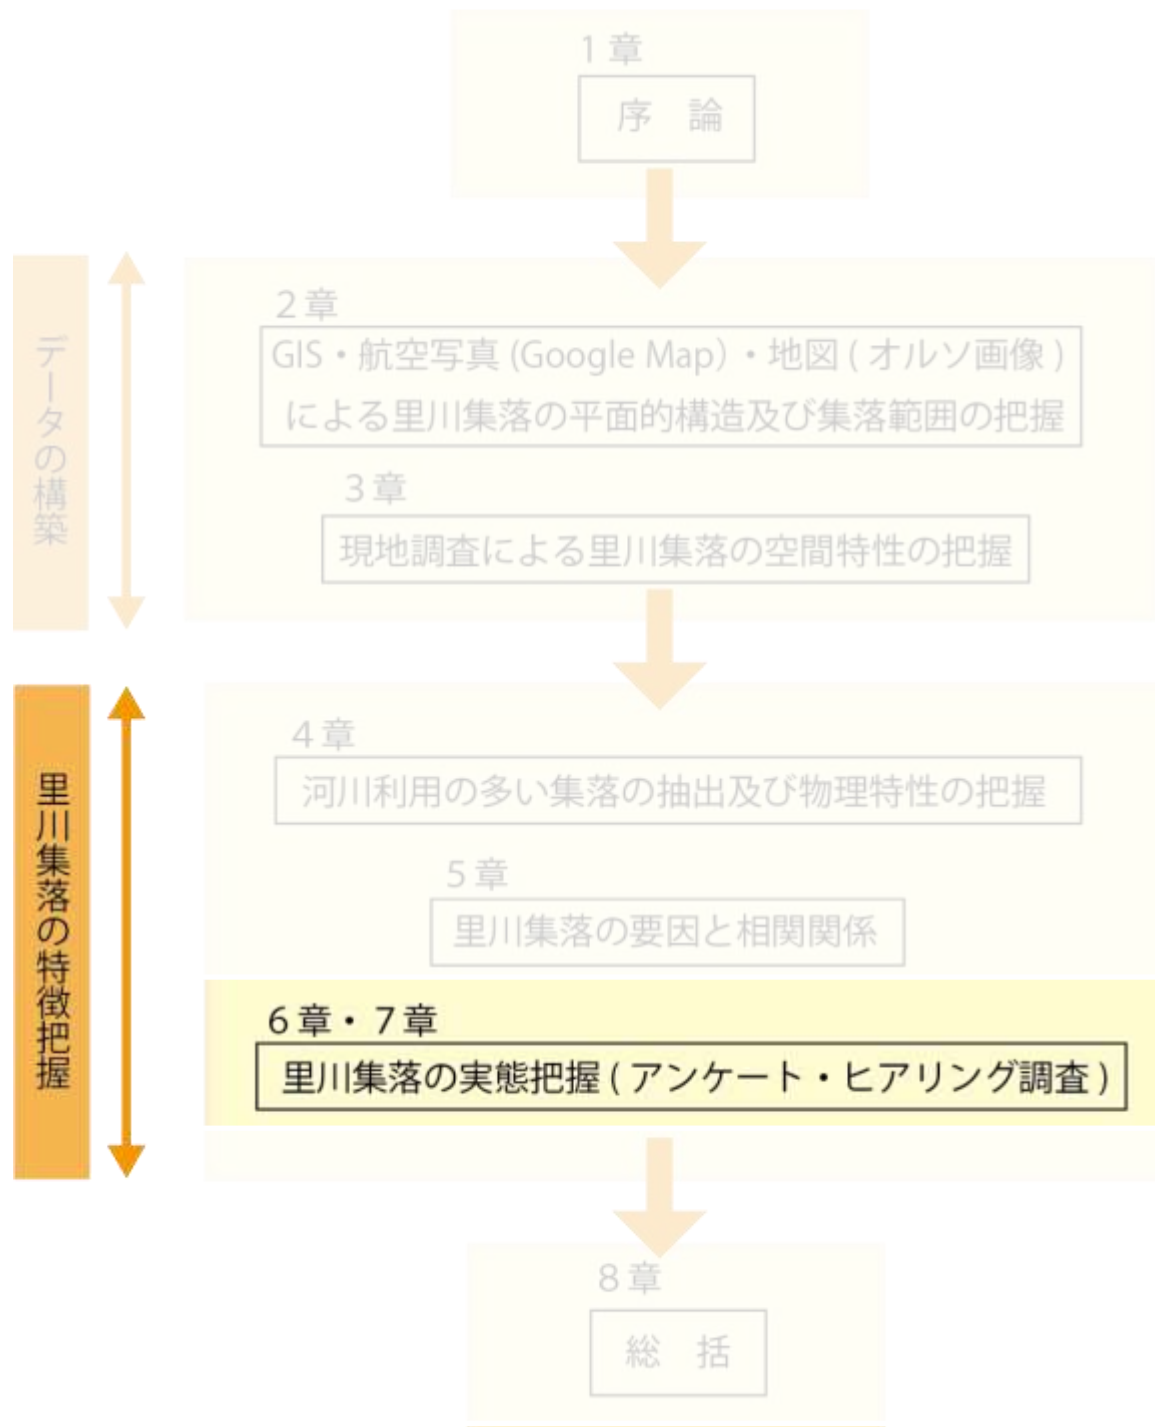 1 章
序　論
データの構築
2 章
GIS・航空写真 (Google Map）・地図 ( オルソ画像 )
による里川集落の平面的構造及び集落範囲の把握
3 章
現地調査による里川集落の空間特性の把握
里川集落の特徴把握
4 章
河川利用の多い集落の抽出及び物理特性の把握
5 章
里川集落の要因と相関関係
6 章・7 章
里川集落の実態把握 ( アンケート・ヒアリング調査 )
8 章
総　括